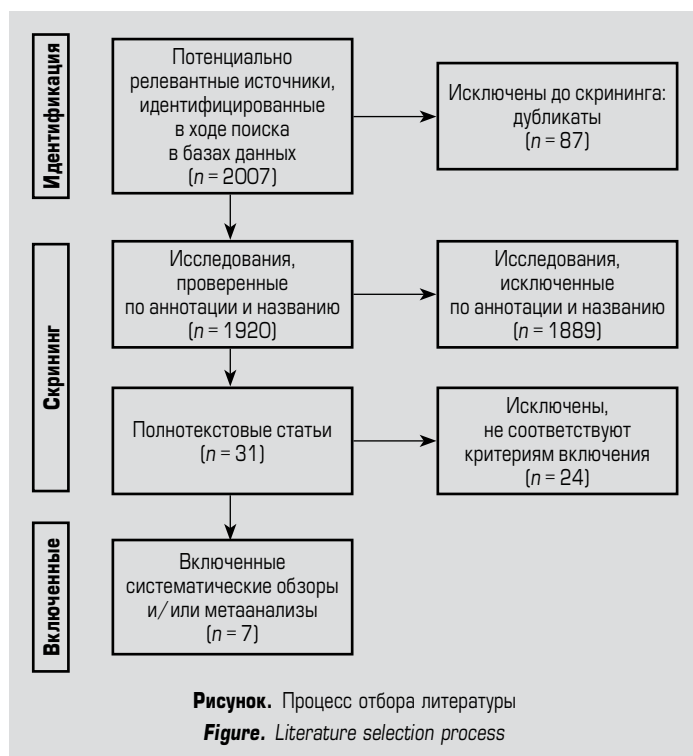 Идентификация
Потенциально
релевантные источники,
идентифицированные
в ходе поиска
в базах данных
(n = 2007)
Исключены до скрининга:
дубликаты
(n = 87)
Скрининг
Исследования,
проверенные
по аннотации и названию
(n = 1920)
Исследования,
исключенные
по аннотации и названию
(n = 1889)
Полнотекстовые статьи
(n = 31)
Исключены,
не соответствуют
критериям включения
(n = 24)
Включенные
Включенные
систематические обзоры
и/или метаанализы
(n = 7)
Рисунок. Процесс отбора литературы
Figure. Literature selection process